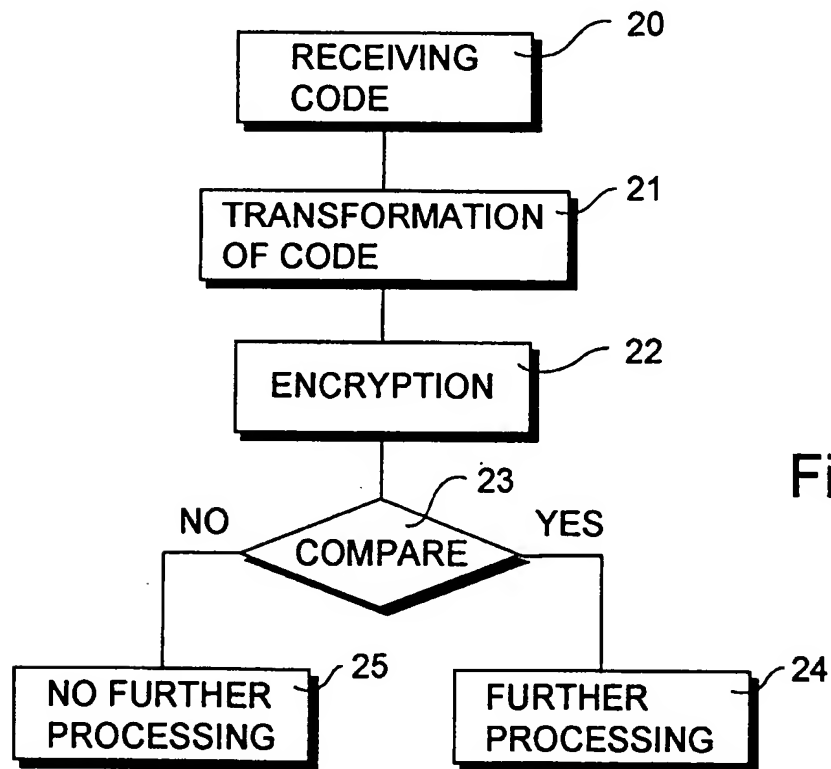 20
RECEIVING
CODE
21
TRANSFORMATION
OF CODE
22
ENCRYPTION
23
NO
COMPARE
YES
25
NO FURTHER
PROCESSING
24
FURTHER
PROCESSING
Fi